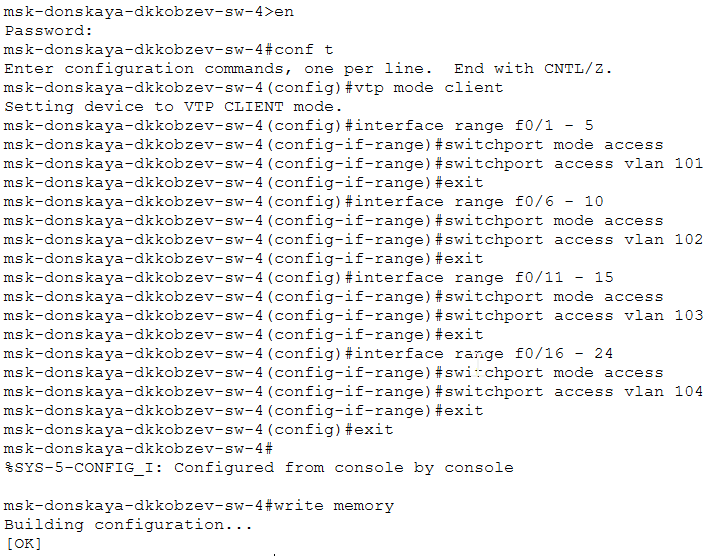 msk-donskaya-dkkobzev-sw-4>en
Password:
msk-donskaya-dkkobzev-sw-4#conf t
Enter configuration commands, one per line.  End with CNTL/Z.
msk-donskaya-dkkobzev-sw-4(config)#vtp mode client
Setting device to VTP CLIENT mode.
msk-donskaya-dkkobzev-sw-4(config)#interface range f0/1 - 5
msk-donskaya-dkkobzev-sw-4(config-if-range)#switchport mode access
msk-donskaya-dkkobzev-sw-4(config-if-range)#switchport access vlan 101
msk-donskaya-dkkobzev-sw-4(config-if-range)#exit
msk-donskaya-dkkobzev-sw-4(config)#interface range f0/6 - 10
msk-donskaya-dkkobzev-sw-4(config-if-range)#switchport mode access
msk-donskaya-dkkobzev-sw-4(config-if-range)#switchport access vlan 102
msk-donskaya-dkkobzev-sw-4(config-if-range)#exit
msk-donskaya-dkkobzev-sw-4(config)#interface range f0/11 - 15
msk-donskaya-dkkobzev-sw-4(config-if-range)#switchport mode access
msk-donskaya-dkkobzev-sw-4(config-if-range)#switchport access vlan 103
msk-donskaya-dkkobzev-sw-4(config-if-range)#exit
msk-donskaya-dkkobzev-sw-4(config)#interface range f0/16 - 24
msk-donskaya-dkkobzev-sw-4(config-if-range)#switchport mode access
msk-donskaya-dkkobzev-sw-4(config-if-range)#switchport access vlan 104
msk-donskaya-dkkobzev-sw-4(config-if-range)#exit
msk-donskaya-dkkobzev-sw-4(config)#exit
msk-donskaya-dkkobzev-sw-4#
%SYS-5-CONFIG_I: Configured from console by console
msk-donskaya-dkkobzev-sw-4#write memory
Building configuration...
[OK]